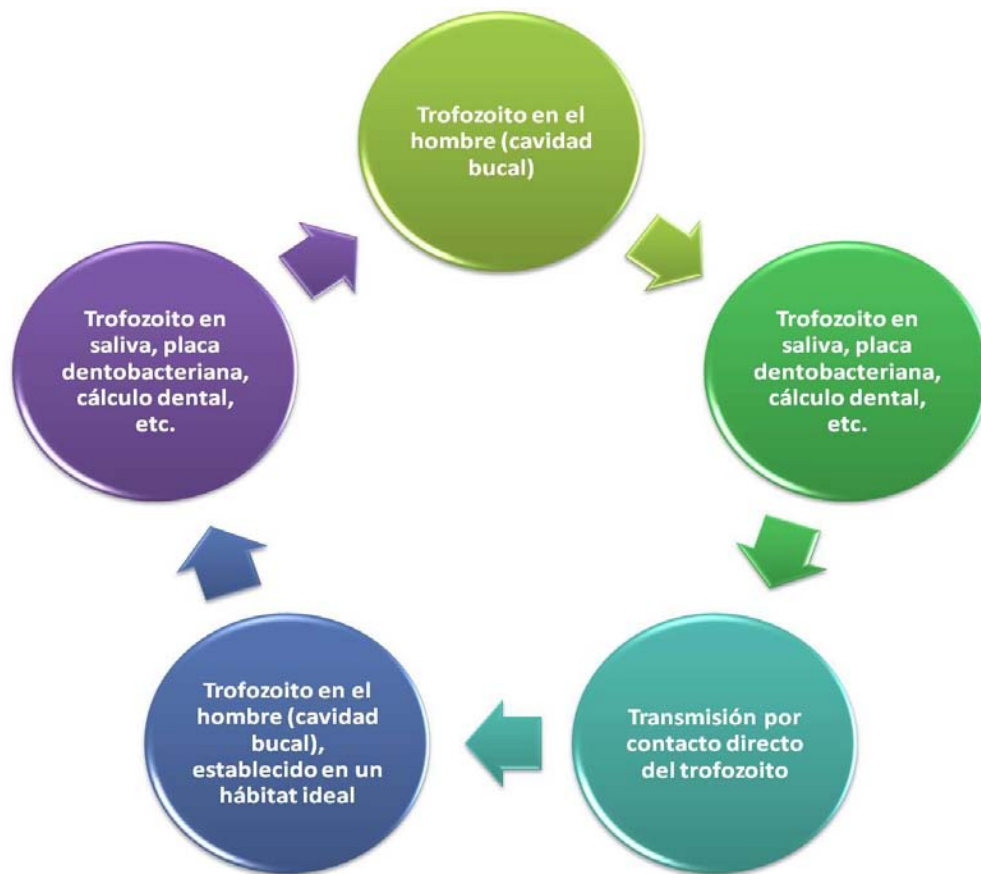 Trofozoito en el
hombre (cavidad
bucal)
Trofozoito en
saliva, placa
dentobacteriana,
cálculo dental,
etc.
Transmisión por
contacto directo
del trofozoito
Trofozoito en el
hombre (cavidad
bucal),
establecido en un
hábitat ideal
Trofozoito en
saliva, placa
dentobacteriana,
cálculo dental,
etc.